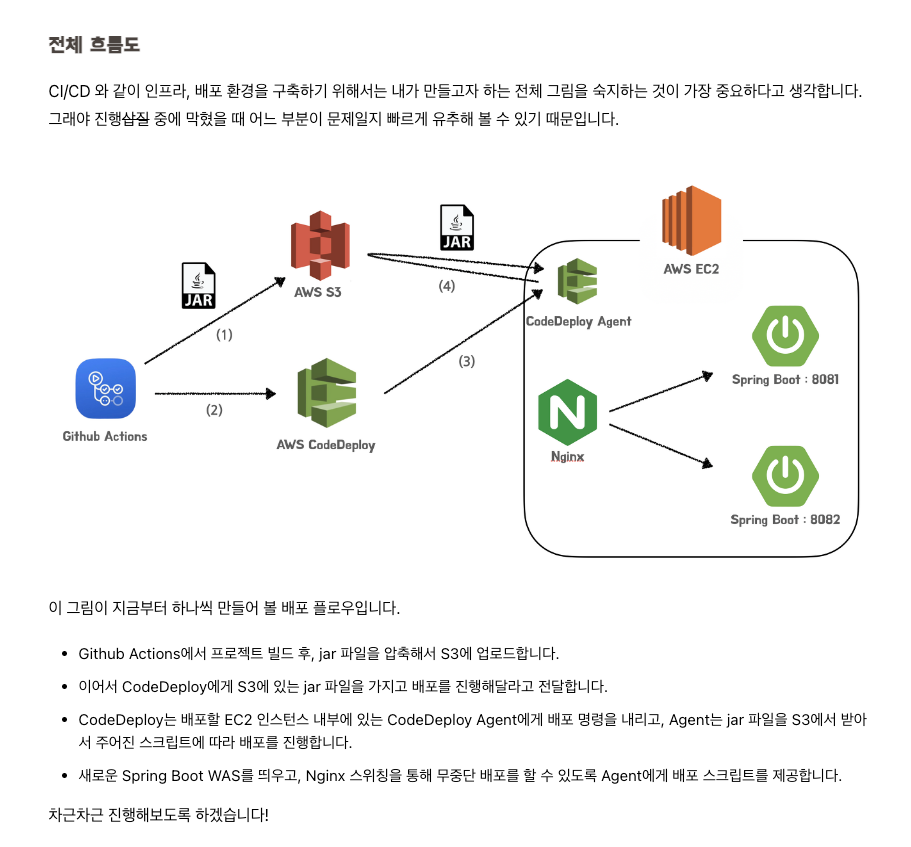 전체 흐름도
CI/CD 와 같이 인프라, 배포 환경을 구축하기 위해서는 내가 만들고자 하는 전체 그림을 숙지하는 것이 가장 중요하다고 생각합니다.
그래야 진행삽질 중에 막혔을 때 어느 부분이 문제일지 빠르게 유추해 볼 수 있기 때문입니다.
JAR
AWS S3
(1)
JAR
(4)
AWS EC2
CodeDeploy Agent
(3)
Github Actions
(2)
AWS CodeDeploy
Nginx
Spring Boot : 8081
Spring Boot : 8082
이 그림이 지금부터 하나씩 만들어 볼 배포 플로우입니다.
• Github Actions에서 프로젝트 빌드 후, jar 파일을 압축해서 S3에 업로드합니다.
• 이어서 CodeDeploy에게 S3에 있는 jar 파일을 가지고 배포를 진행해달라고 전달합니다.
• CodeDeploy는 배포할 EC2 인스턴스 내부에 있는 CodeDeploy Agent에게 배포 명령을 내리고, Agent는 jar 파일을 S3에서 받아
서 주어진 스크립트에 따라 배포를 진행합니다.
• 새로운 Spring Boot WAS를 띄우고, Nginx 스위칭을 통해 무중단 배포를 할 수 있도록 Agent에게 배포 스크립트를 제공합니다.
차근차근 진행해보도록 하겠습니다!